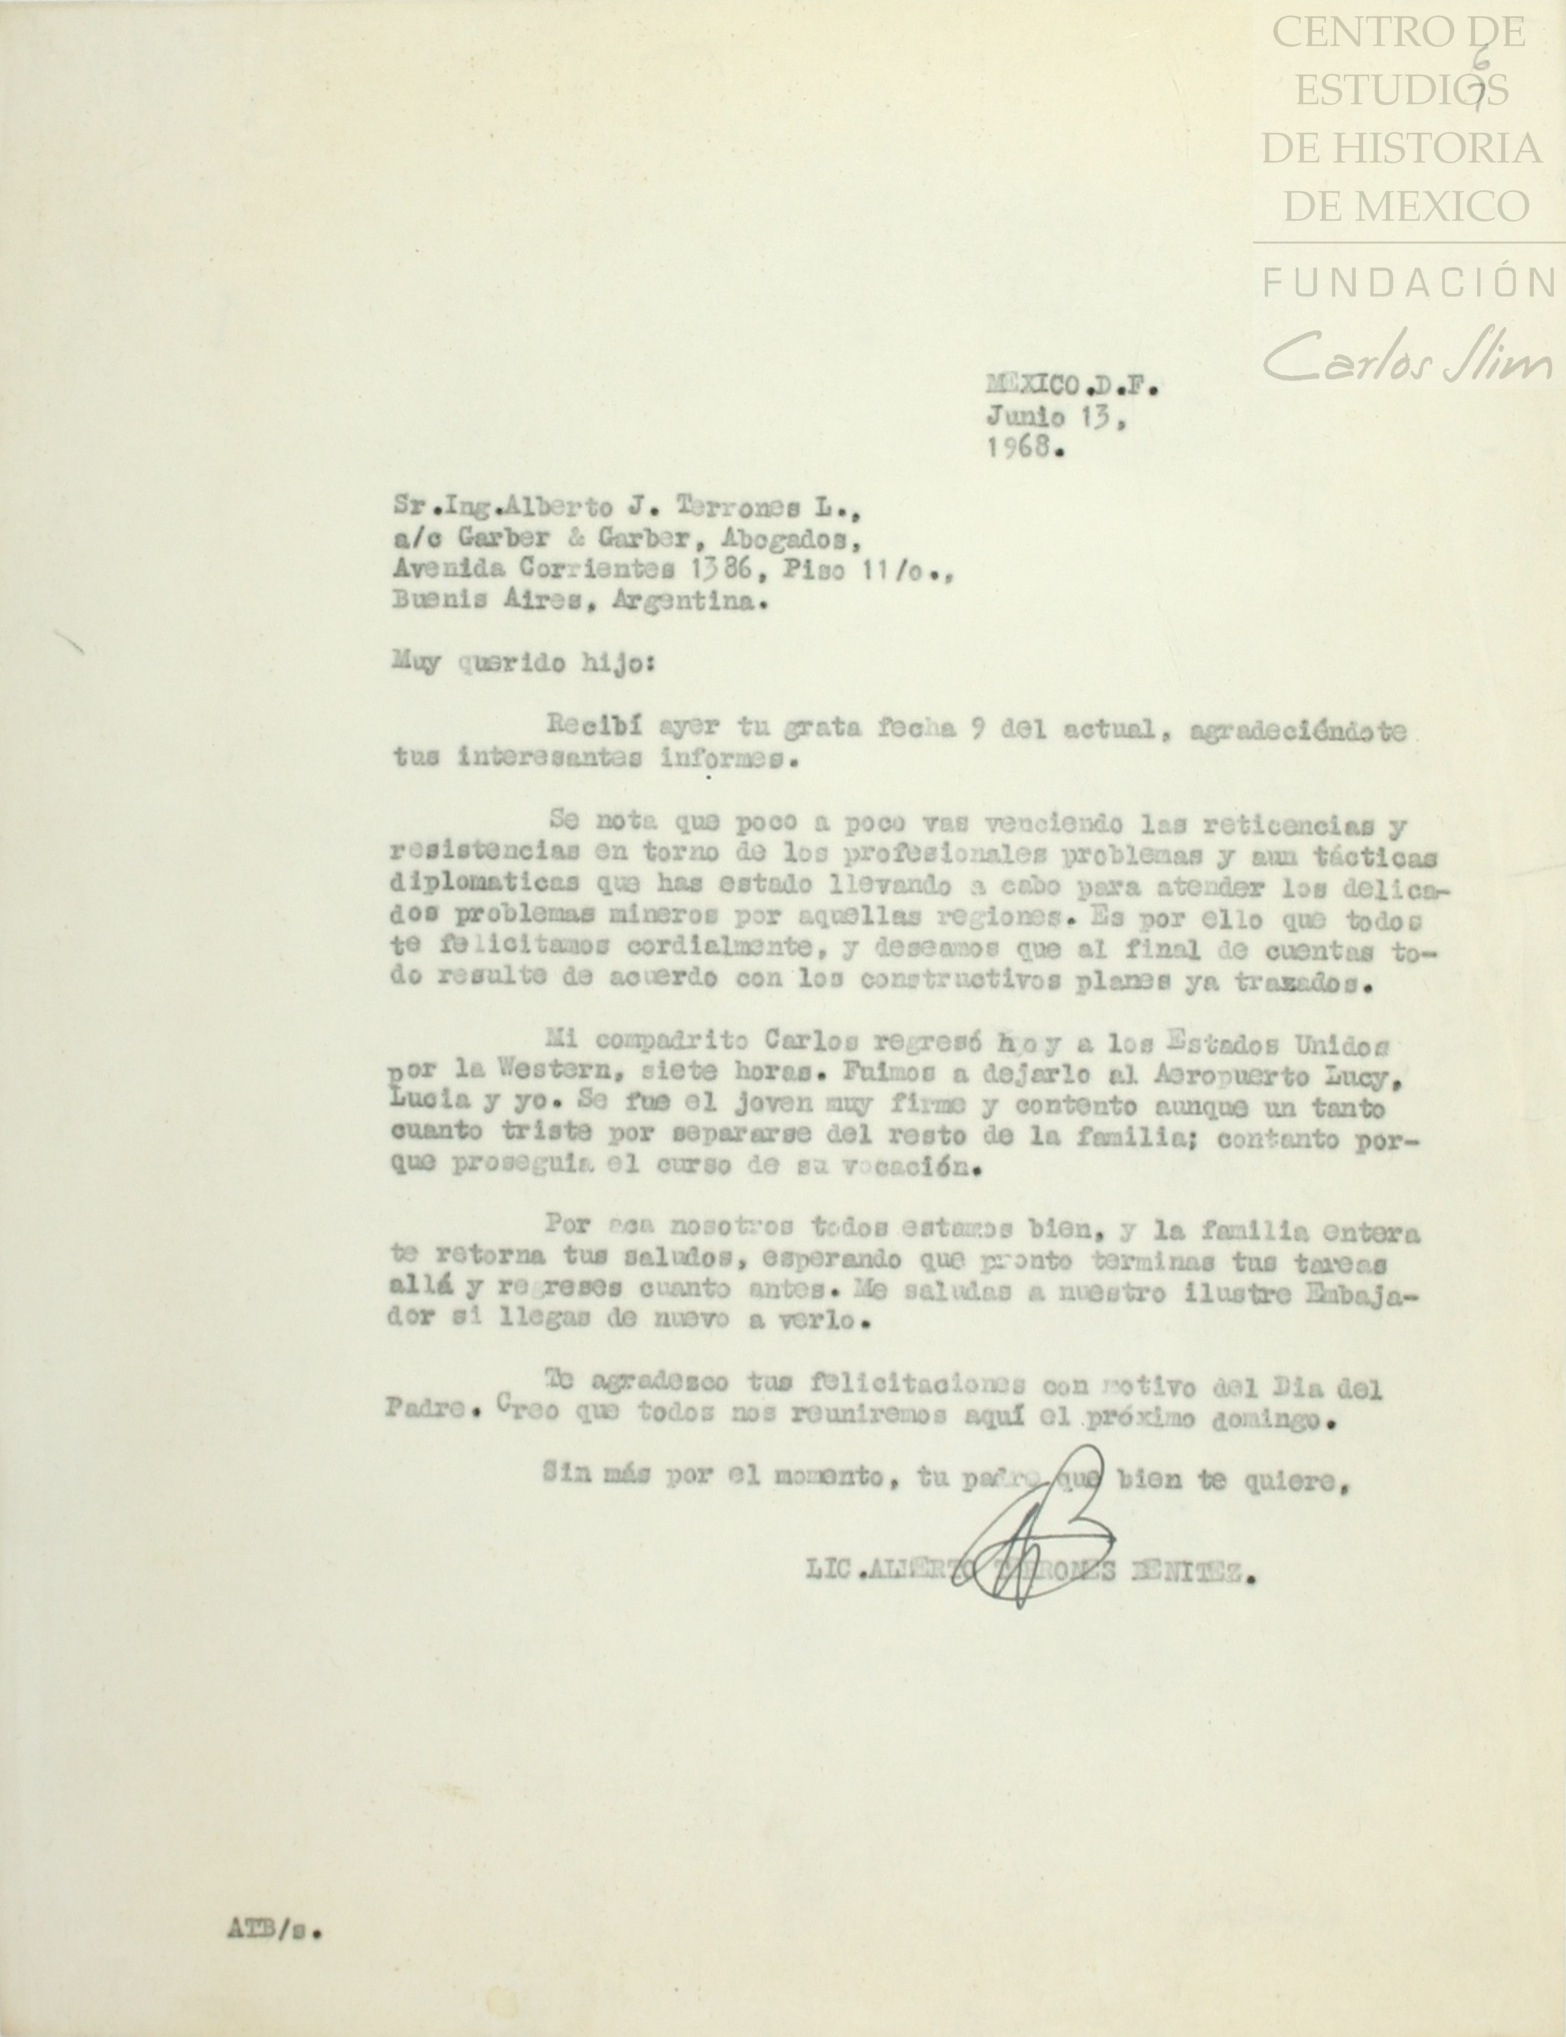 CENTRO DE
ESTUDIOS
DE HISTORIA
DE MEXICO
FUNDACIÓN
Carlos Slim
6
7
MEXICO.D.F.
Junio 13,
1968.
Sr.Ing.Alberto J. Terrones L.,
a/c Garber & Garber, Abogados,
Avenida Corrientes 1386, Piso 11/o.,
Buenis Aires, Argentina.
Muy querido hijo:
Recibí ayer tu grata fecha 9 del actual, agradeciéndote
tus interesantes informes.
Se nota que poco a poco vas venciendo las reticencias y
resistencias en torno de los profesionales problemas y aun tácticas
diplomaticas que has estado llevando a cabo para atender los delica-
dos problemas mineros por aquellas regiones. Es por ello que todos
te felicitamos cordialmente, y deseamos que al final de cuentas to-
do resulte de acuerdo con los constructivos planes ya trazados.
Mi compadrito Carlos regresó hoy a los Estados Unidos
por la Western, siete horas. Fuimos a dejarlo al Aeropuerto Lucy,
Lucia y yo. Se fue el joven muy firme y contento aunque un tanto
cuanto triste por separarse del resto de la familia; contanto por-
que proseguia el curso de su vocación.
Por aca nosotros todos estamos bien, y la familia entera
te retorna tus saludos, esperando que pronto terminas tus tareas
allá y regreses cuanto antes. Me saludas a nuestro ilustre Embaja-
dor si llegas de nuevo a verlo.
Te agradesco tus felicitaciones con motivo del Dia del
Padre. Creo que todos nos reuniremos aquí el próximo domingo.
Sin más por el momento, tu padre que bien te quiere,
LIC.ALBERTO TERRONES BENITEZ.
ATB/s.